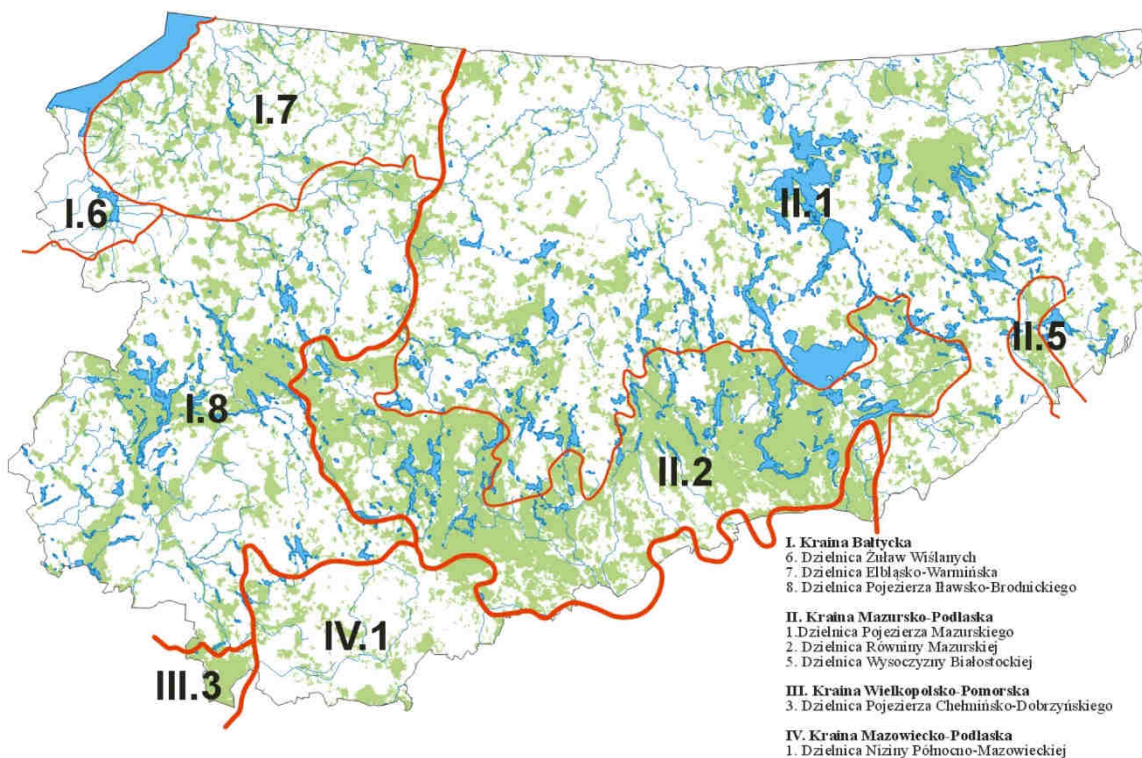 I.7
II.1
I.6
II.5
I.8
II.2
IV.1
III.3
I. Kraina Bałtycka
6. Dzielnica Żuław Wiślanych
7. Dzielnica Elbląsko-Warmińska
8. Dzielnica Pojezierza Iławsko-Brodnickiego
II. Kraina Mazursko-Podlaska
1.Dzielnica Pojezierza Mazurskiego
2. Dzielnica Równiny Mazurskiej
5. Dzielnica Wysoczyzny Białostockiej
III. Kraina Wielkopolsko-Pomorska
3. Dzielnica Pojezierza Chełmińsko-Dobrzyńskiego
IV. Kraina Mazowiecko-Podlaska
1. Dzielnica Niziny Północno-Mazowieckiej